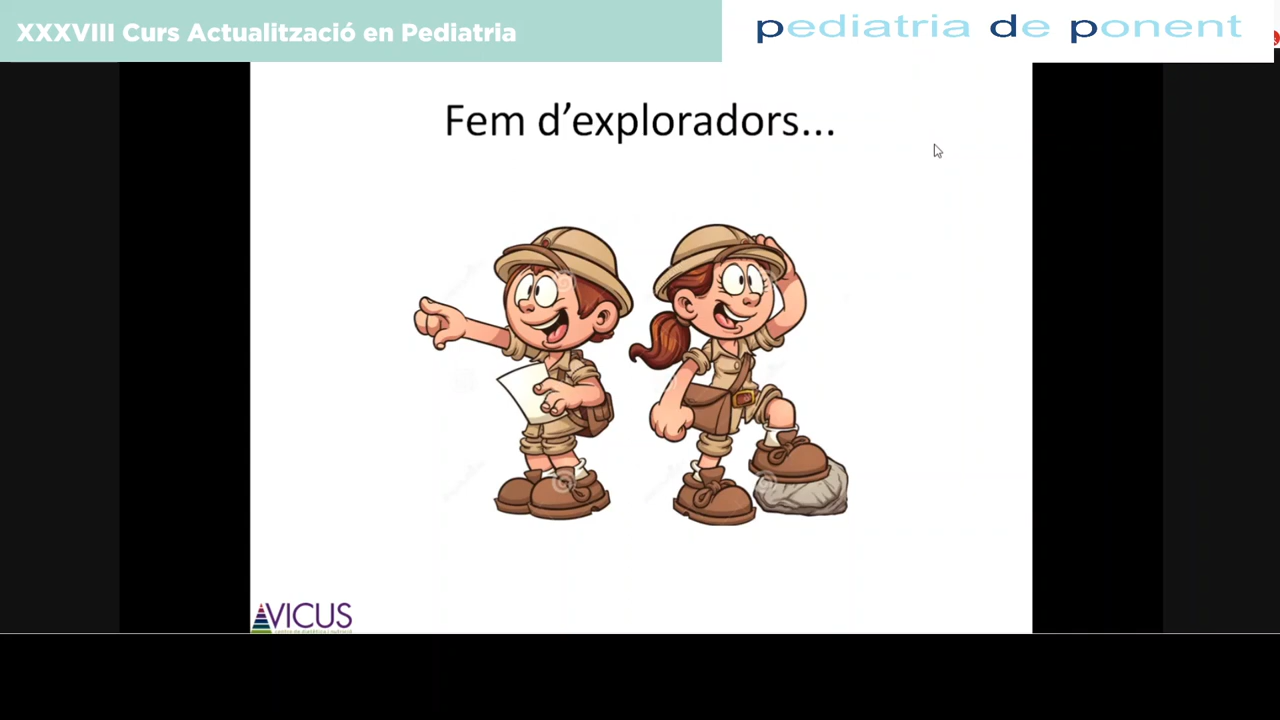 XXXVIII Curs Actualització en Pediatria
pediatria de ponent
Fem d'exploradors...
VICUS